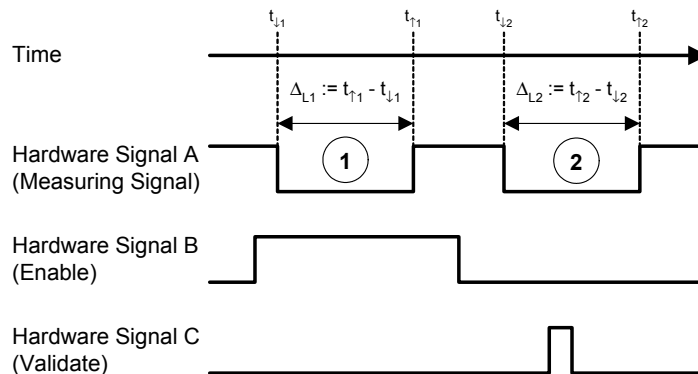 t↓1 t↑1 t↓2 t↑2
Time
ΔL1 := t↑1 - t↓1 ΔL2 := t↑2 - t↓2
Hardware Signal A
(Measuring Signal)
1 2
Hardware Signal B
(Enable)
Hardware Signal C
(Validate)